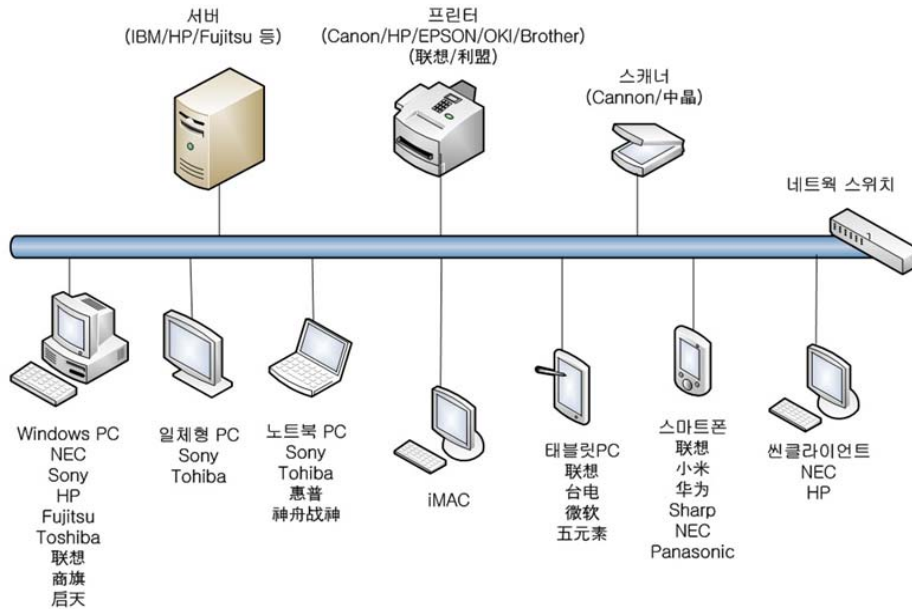 서버
(IBM/HP/Fujitsu 등)
프린터
(Canon/HP/EPSON/OKI/Brother)
(联想/利盟)
스캐너
(Cannon/中晶)
네트웍 스위치
Windows PC
NEC
Sony
HP
Fujitsu
Toshiba
联想
商旗
启天
일체형 PC
Sony
Tohiba
노트북 PC
Sony
Tohiba
惠普
神舟战神
iMAC
태블릿PC
联想
台电
微软
五元素
스마트폰
联想
小米
华为
Sharp
NEC
Panasonic
씬클라이언트
NEC
HP